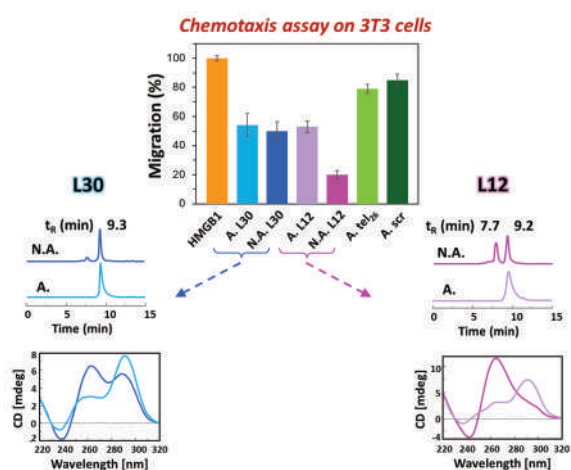 Chemotaxis assay on 3T3 cells
Migration (%)
100
80
60
40
20
0
HMGB1
A. L30
N.A. L30
A. L12
N.A. L12
A. tel26
A. scr
L30
tR (min) 9.3
N.A.
A.
0 5 10 15
Time (min)
CD [mdeg]
8
6
4
2
0
-2
220 240 260 280 300 320
Wavelength [nm]
L12
tR (min) 7.7 9.2
N.A.
A.
0 5 10 15
Time (min)
CD [mdeg]
10
5
0
-4
220 240 260 280 300 320
Wavelength [nm]